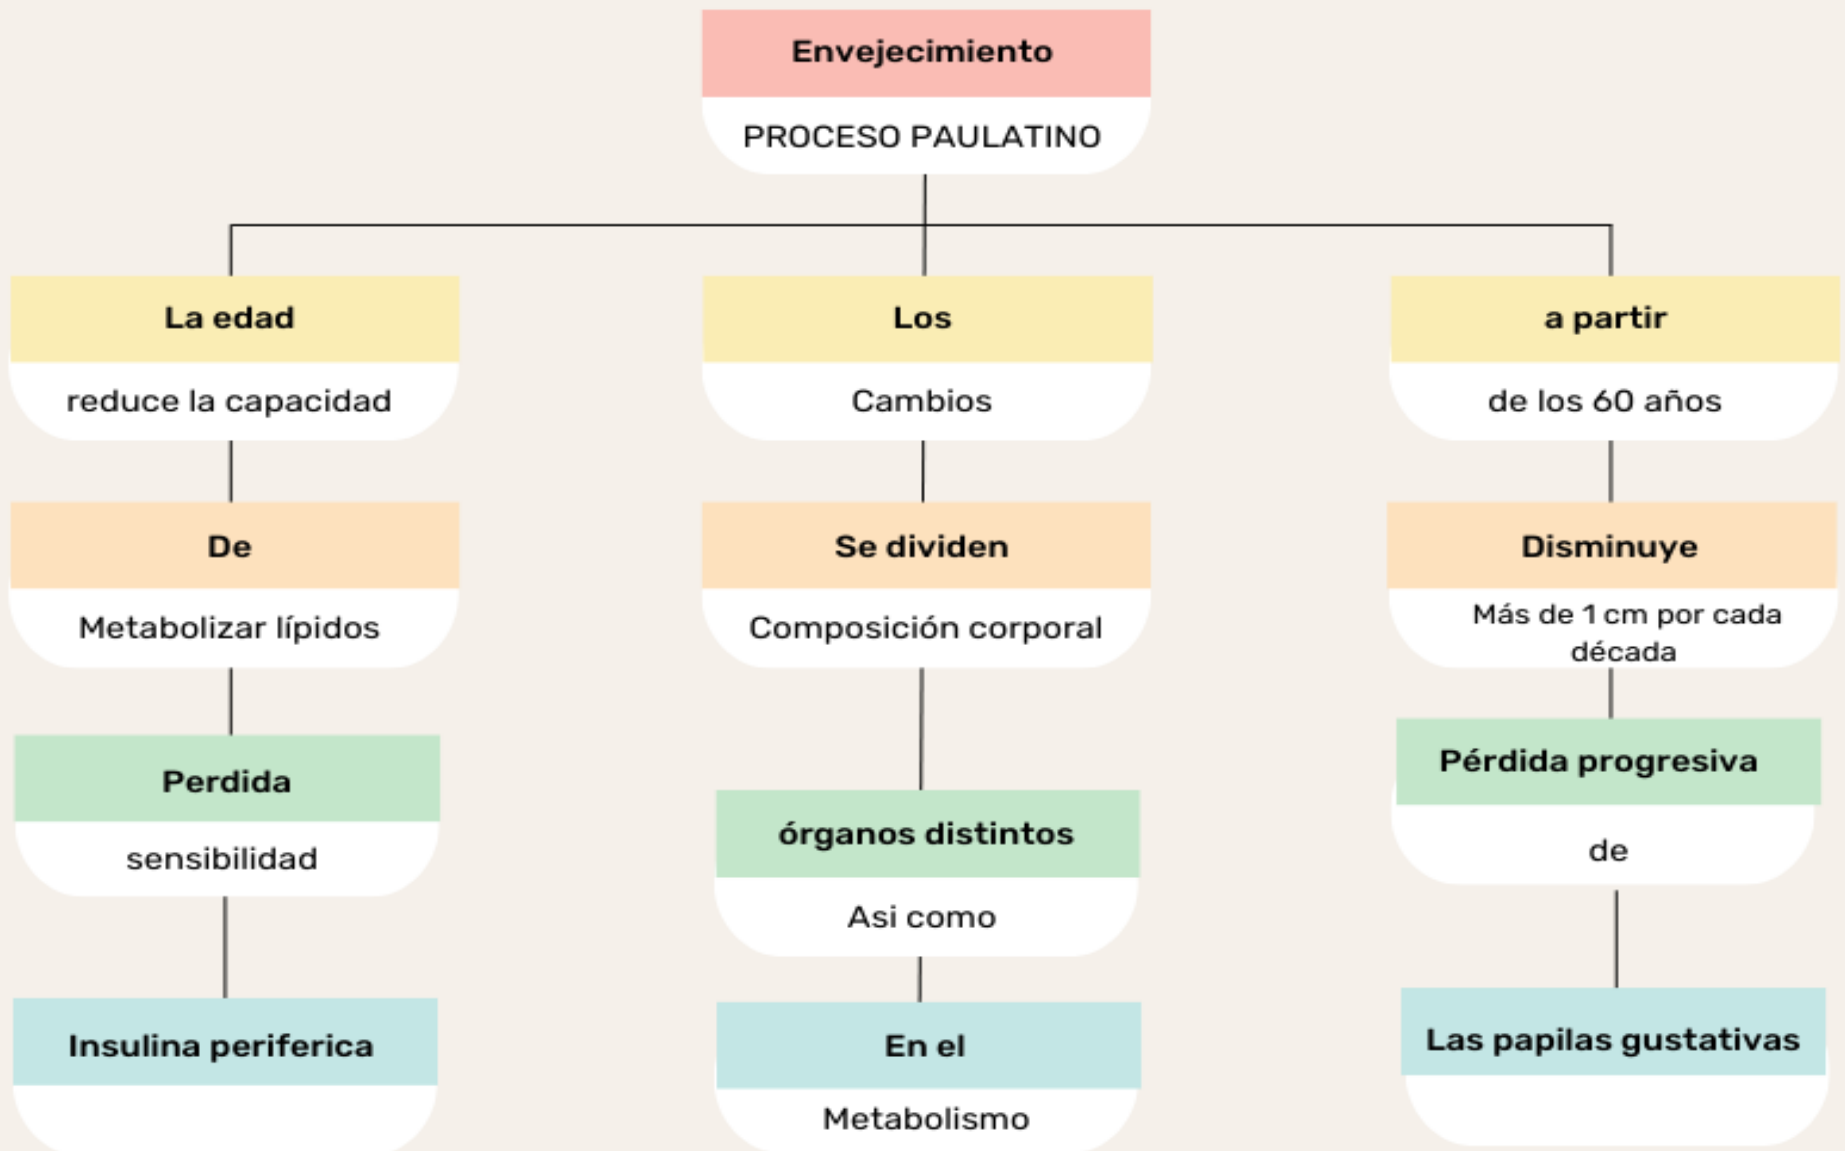 Envejecimiento
PROCESO PAULATINO
La edad
reduce la capacidad
De
Metabolizar lípidos
Perdida
sensibilidad
Insulina periferica
Los
Cambios
Se dividen
Composición corporal
órganos distintos
Asi como
En el
Metabolismo
a partir
de los 60 años
Disminuye
Más de 1 cm por cada
década
Pérdida progresiva
de
Las papilas gustativas